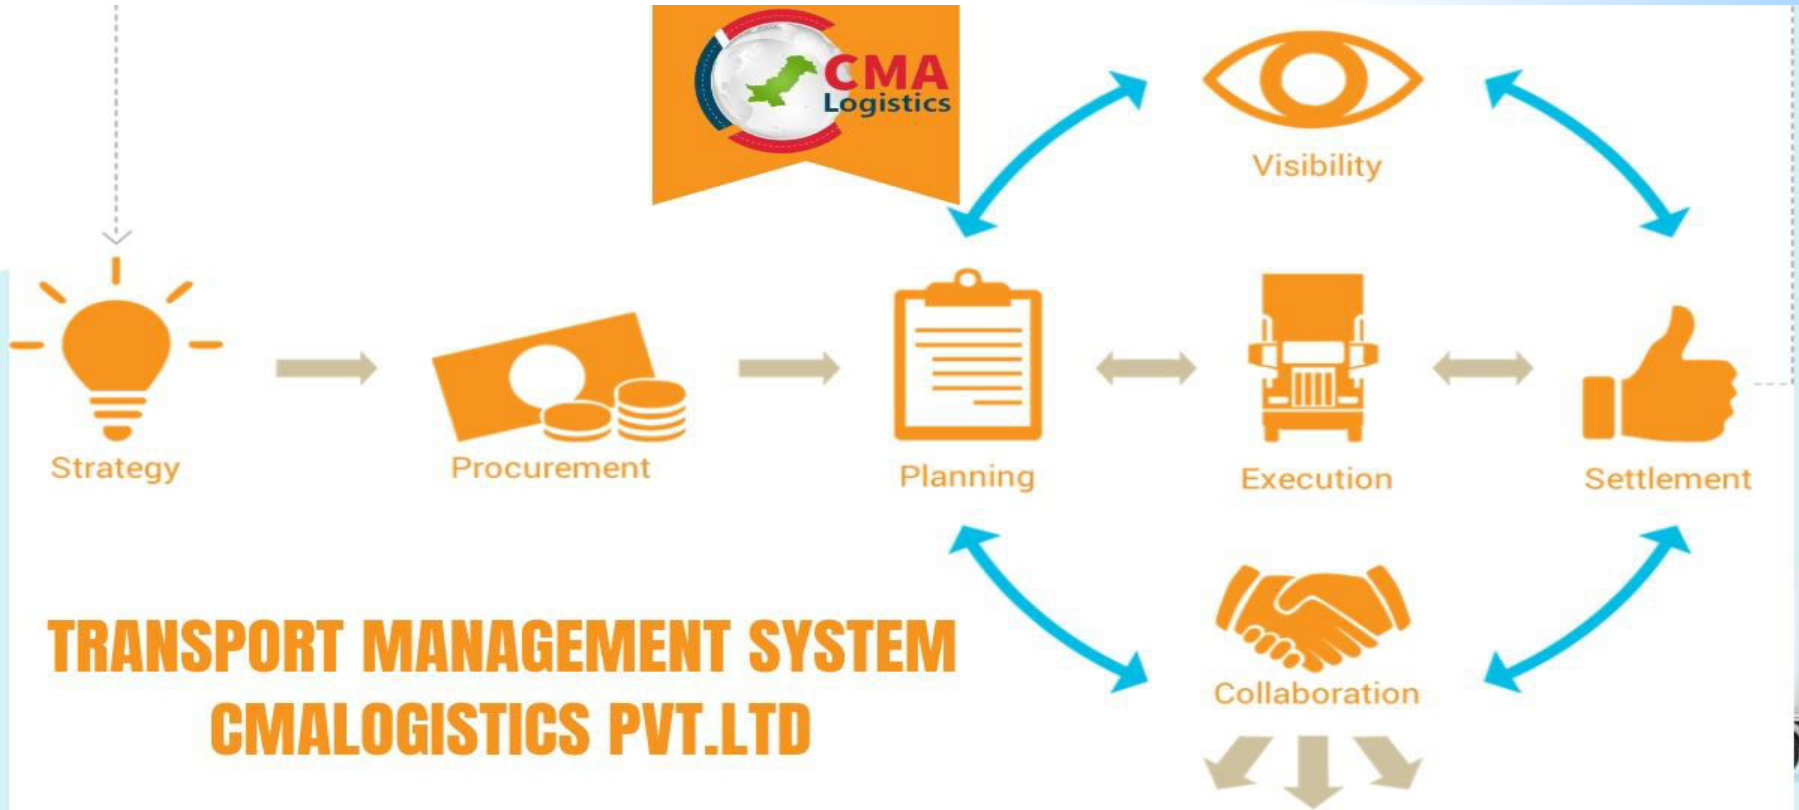 CMA
Logistics
Visibility
Strategy
Procurement
Planning
Execution
Settlement
TRANSPORT MANAGEMENT SYSTEM
CMALOGISTICS PVT.LTD
Collaboration